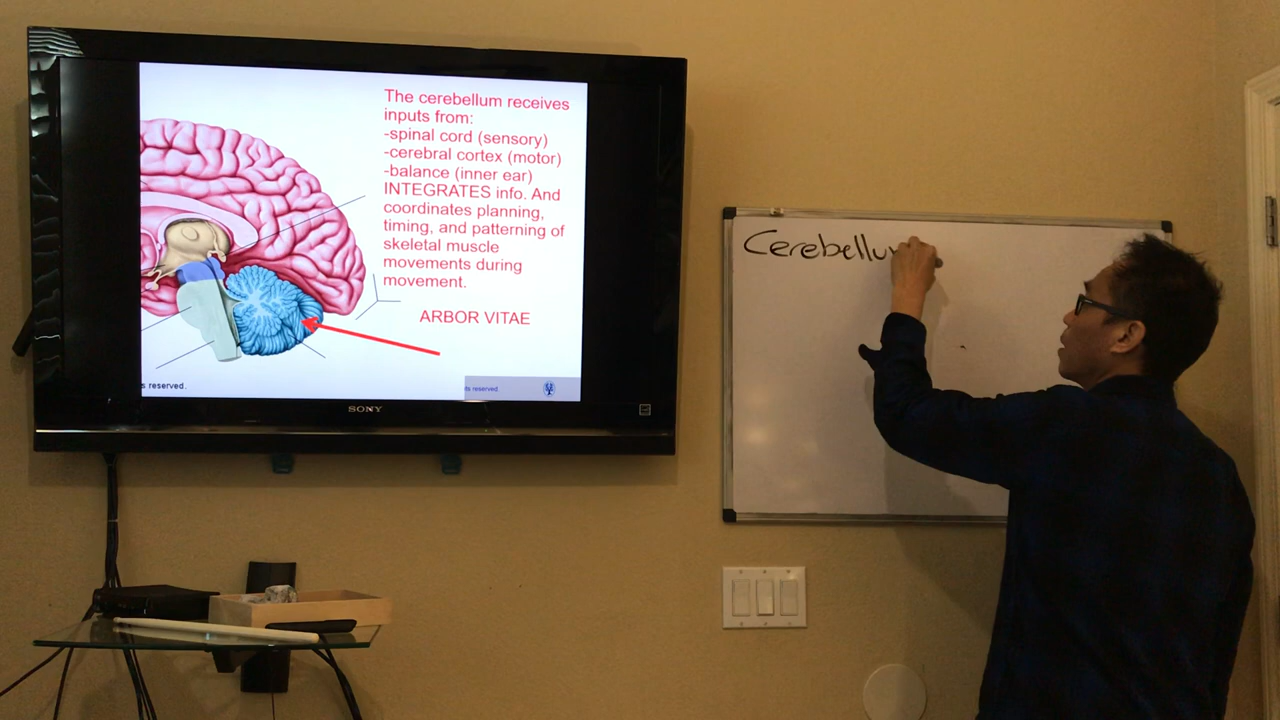 The cerebellum receives
inputs from:
-spinal cord (sensory)
-cerebral cortex (motor)
-balance (inner ear)
INTEGRATES info. And
coordinates planning,
timing, and patterning of
skeletal muscle
movements during
movement.
ARBOR VITAE
s reserved.
ts reserved.
SONY
Cerebellu